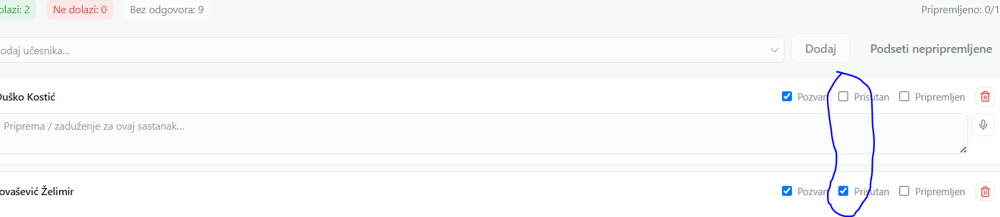 olazi: 2 Ne dolazi: 0 Bez odgovora: 9 Pripremljeno: 0/1
odaj učesnika... Dodaj Podseti nepripremljene
Duško Kostić Pozvan Prisutan Pripremljen
Priprema / zaduženje za ovaj sastanak...
ovašević Želimir Pozvan Prisutan Pripremljen